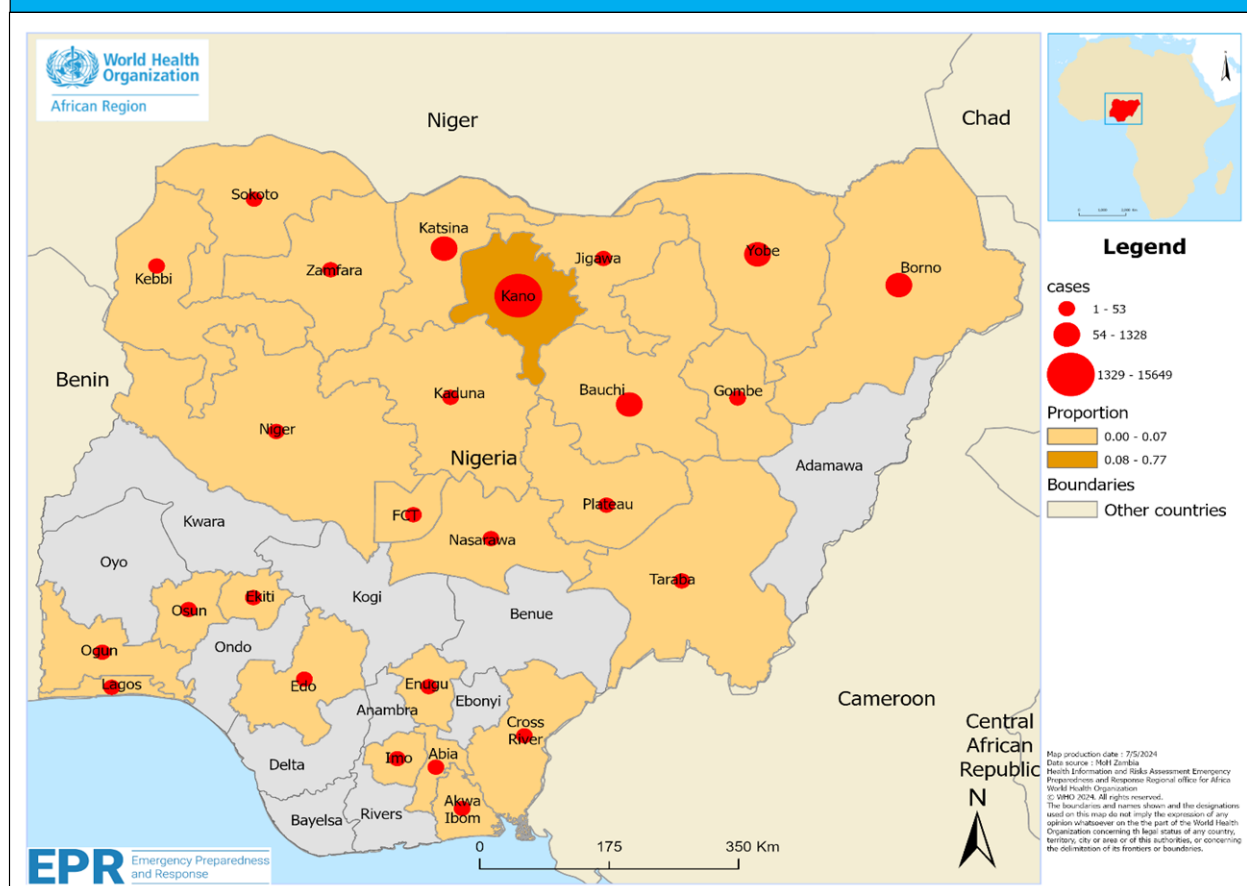 World Health
Organization
African Region
Niger
Chad
Sokoto
Katsina
Kebbi
Zamfara
Jigawa
Yobe
Borno
Kano
Benin
Kaduna
Bauchi
Gombe
Niger
Nigeria
Adamawa
FCT
Plateau
Kwara
Nasarawa
Oyo
Taraba
Ekiti
Kogi
Benue
Osun
Ogun
Ondo
Lagos
Edo
Enugu
Anambra
Ebonyi
Cameroon
Cross
River
Central
African
Republic
Delta
Imo
Abia
Akwa
Ibom
Bayelsa
Rivers
N
0 175 350 Km
EPR
Emergency Preparedness
and Response
Legend
cases
1 - 53
54 - 1328
1329 - 15649
Proportion
0.00 - 0.07
0.08 - 0.77
Boundaries
Other countries
Map production date : 7/5/2024
Data source : MoH Zambia
Health Information and Risks Assessment Emergency
Preparedness and Response Regional office for Africa
World Health Organization
© WHO 2024. All rights reserved.
The boundaries and names shown and the designations
used on this map do not imply the expression of any
opinion whatsoever on the the part of the World Health
Organization concerning th legal status of any country,
territory, city or area or of this authorities, or concerning
the delimitation of its frontiers or boundaries.